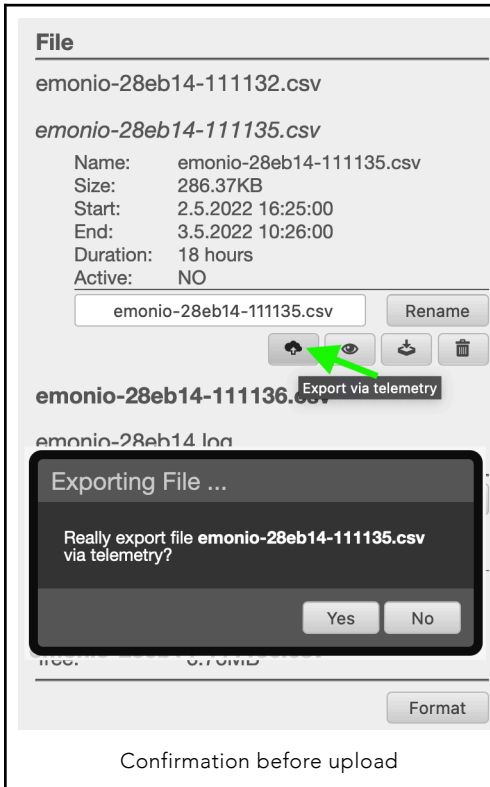 File
emonio-28eb14-111132.csv
emonio-28eb14-111135.csv
Name: emonio-28eb14-111135.csv
Size: 286.37KB
Start: 2.5.2022 16:25:00
End: 3.5.2022 10:26:00
Duration: 18 hours
Active: NO
emonio-28eb14-111135.csv Rename
Export via telemetry
emonio-28eb14-111136.csv
emonio-28eb14.log
Exporting File ...
Really export file emonio-28eb14-111135.csv
via telemetry?
Yes No
Format
Confirmation before upload